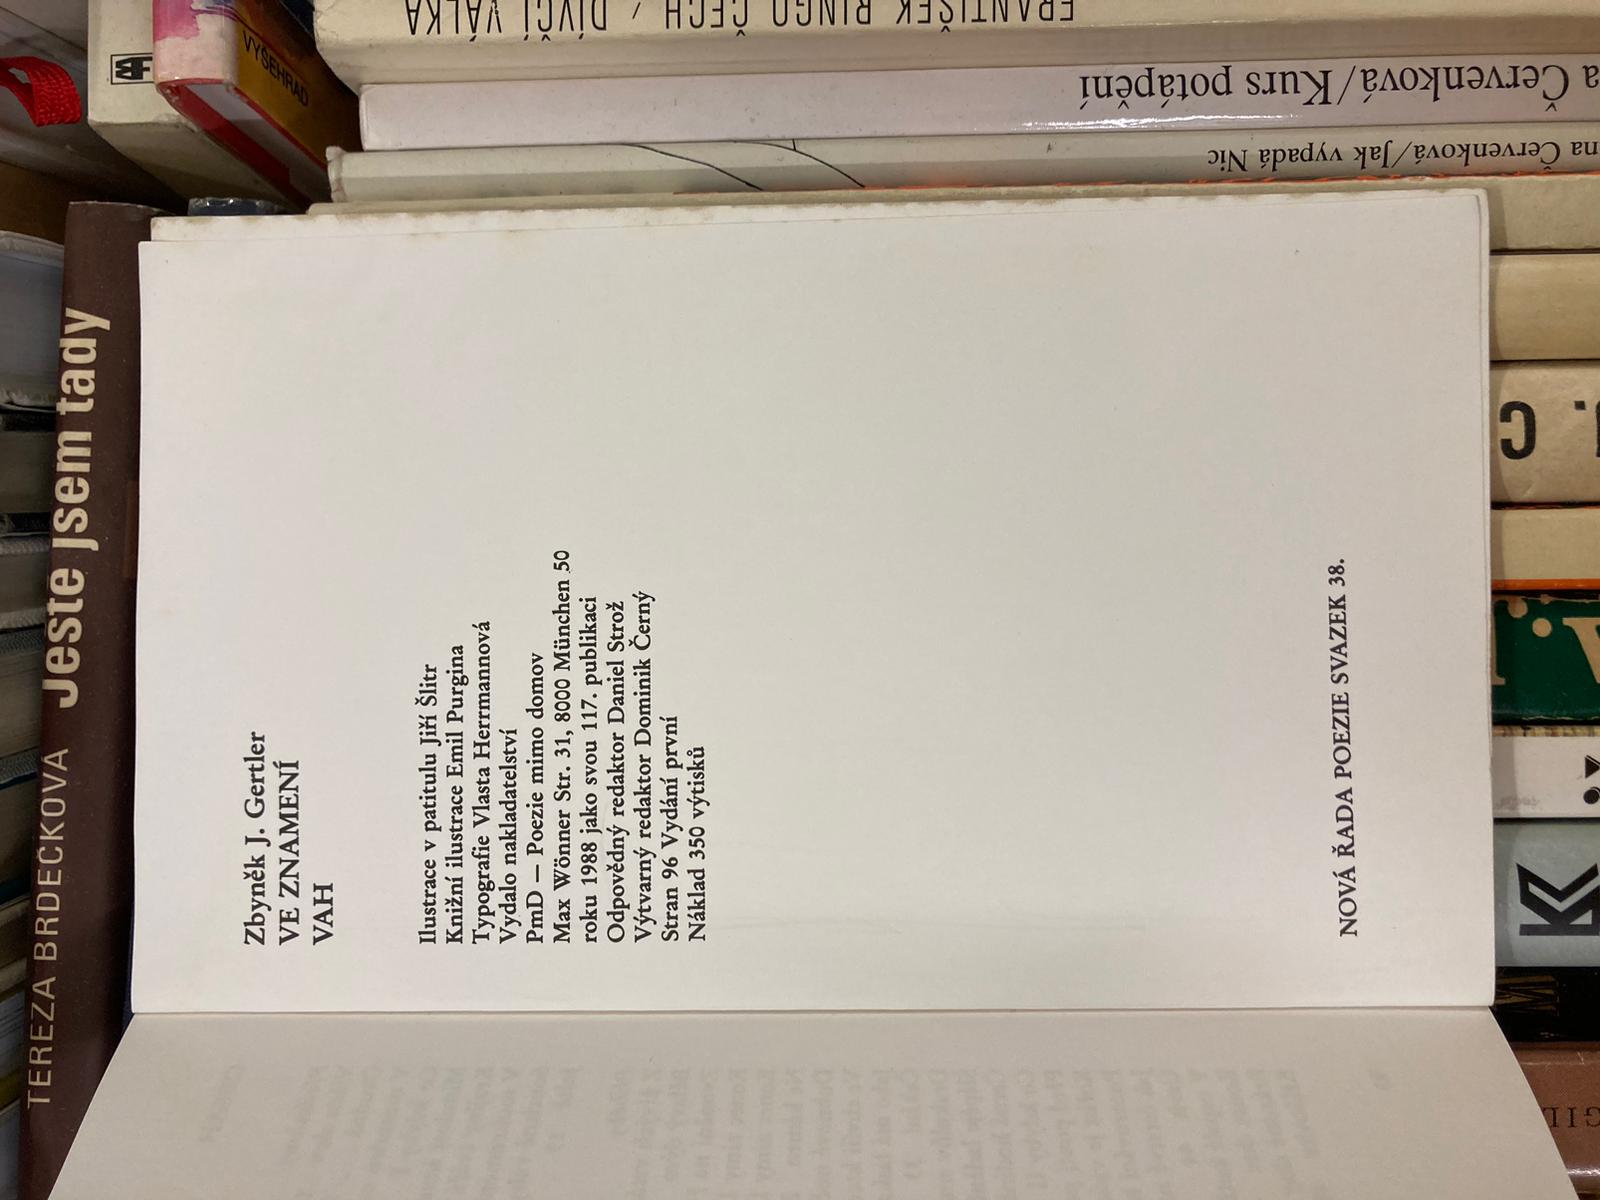 FRANTIŠEK RINGO ČECH / DÍVČÍ VÁLKA
VYŠEHRAD
a Červenková/Kurs potápění
na Červenková/Jak vypadá Nic
TEREZA BRDEČKOVÁ Ještě jsem tady
Zbyněk J. Gertler
VE ZNAMENÍ
VAH
Ilustrace v patitulu Jiří Šlitr
Knižní ilustrace Emil Purgina
Typografie Vlasta Herrmannová
Vydalo nakladatelství
PmD — Poezie mimo domov
Max Wönner Str. 31, 8000 München 50
roku 1988 jako svou 117. publikaci
Odpovědný redaktor Daniel Strož
Výtvarný redaktor Dominik Černý
Stran 96 Vydání první
Náklad 350 výtisků
NOVÁ ŘADA POEZIE SVAZEK 38.